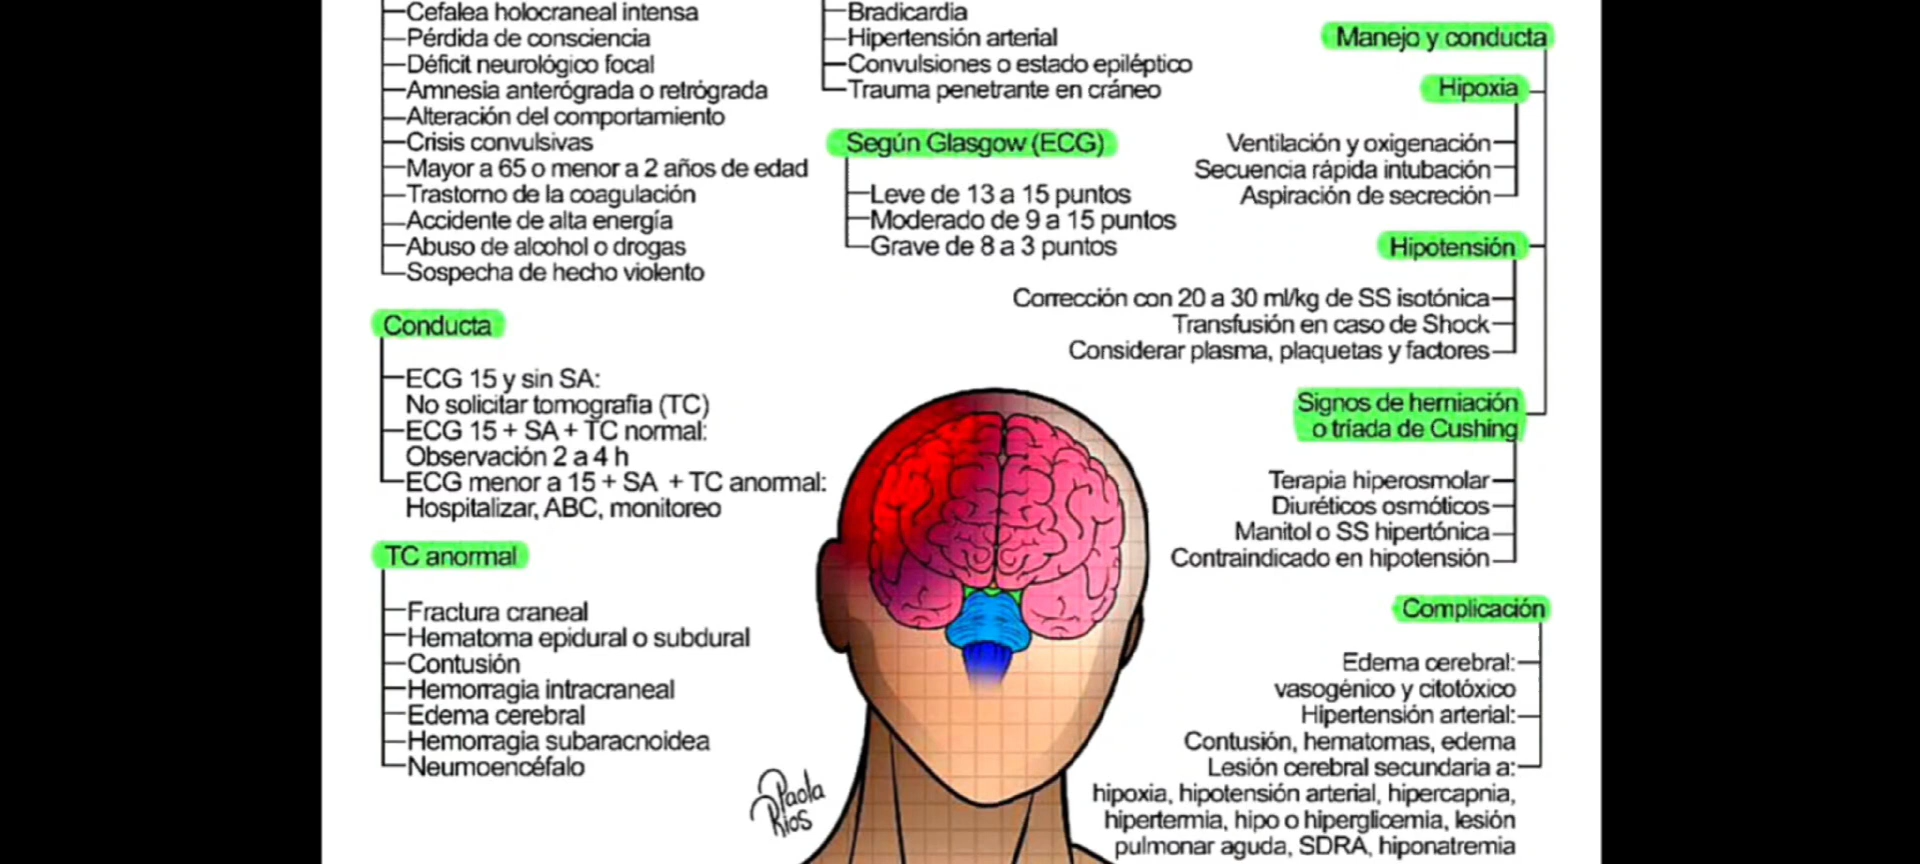 Cefalea holocraneal intensa
Pérdida de consciencia
Déficit neurológico focal
Amnesia anterógrada o retrógrada
Alteración del comportamiento
Crisis convulsivas
Mayor a 65 o menor a 2 años de edad
Trastorno de la coagulación
Accidente de alta energía
Abuso de alcohol o drogas
Sospecha de hecho violento
Conducta
ECG 15 y sin SA:
No solicitar tomografía (TC)
ECG 15 + SA + TC normal:
Observación 2 a 4 h
ECG menor a 15 + SA + TC anormal:
Hospitalizar, ABC, monitoreo
TC anormal
Fractura craneal
Hematoma epidural o subdural
Contusión
Hemorragia intracraneal
Edema cerebral
Hemorragia subaracnoidea
Neumoencéfalo
Bradicardia
Hipertensión arterial
Convulsiones o estado epiléptico
Trauma penetrante en cráneo
Según Glasgow (ECG)
Leve de 13 a 15 puntos
Moderado de 9 a 15 puntos
Grave de 8 a 3 puntos
Paola
Rios
Manejo y conducta
Hipoxia
Ventilación y oxigenación
Secuencia rápida intubación
Aspiración de secreción
Hipotensión
Corrección con 20 a 30 ml/kg de SS isotónica
Transfusión en caso de Shock
Considerar plasma, plaquetas y factores
Signos de herniación
o tríada de Cushing
Terapia hiperosmolar
Diuréticos osmóticos
Manitol o SS hipertónica
Contraindicado en hipotensión
Complicación
Edema cerebral:
vasogénico y citotóxico
Hipertensión arterial:
Contusión, hematomas, edema
Lesión cerebral secundaria a:
hipoxia, hipotensión arterial, hipercapnia,
hipertermia, hipo o hiperglicemia, lesión
pulmonar aguda, SDRA, hiponatremia